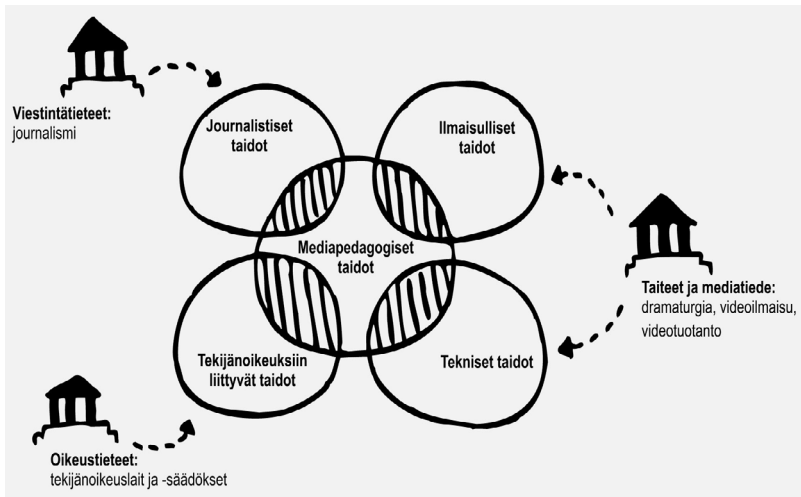 Viestintätieteet:
journalismi
Journalistiset
taidot
Ilmaisulliset
taidot
Mediapedagogiset
taidot
Taiteet ja mediatiede:
dramaturgia, videoilmaisu,
videotuotanto
Tekijänoikeuksiin
liittyvät taidot
Tekniset taidot
Oikeustieteet:
tekijänoikeuslait ja -säädökset